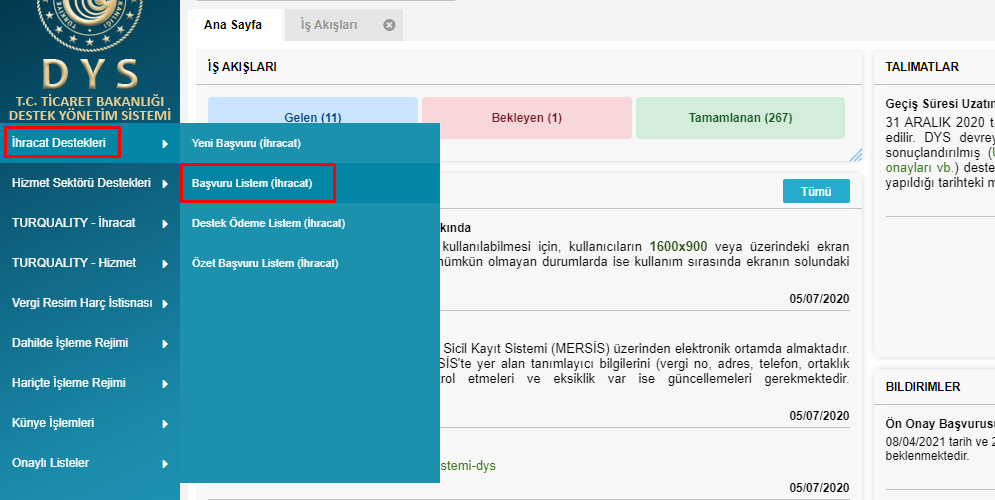 DYS
T.C. TİCARET BAKANLIĞI
DESTEK YÖNETİM SİSTEMİ
İhracat Destekleri
Hizmet Sektörü Destekleri
TURQUALITY - İhracat
TURQUALITY - Hizmet
Vergi Resim Harç İstisnası
Dahilde İşleme Rejimi
Hariçte İşleme Rejimi
Künye İşlemleri
Onaylı Listeler
Yeni Başvuru (İhracat)
Başvuru Listem (İhracat)
Destek Ödeme Listem (İhracat)
Özet Başvuru Listem (İhracat)
Ana Sayfa
İş Akışları
İŞ AKIŞLARI
Gelen (11)
Bekleyen (1)
Tamamlanan (267)
Tümü
kında
kullanılabilmesi için, kullanıcıların 1600x900 veya üzerindeki ekran
ümkün olmayan durumlarda ise kullanım sırasında ekranın solundaki
05/07/2020
Sicil Kayıt Sistemi (MERSİS) üzerinden elektronik ortamda almaktadır.
SİS'te yer alan tanımlayıcı bilgilerini (vergi no, adres, telefon, ortaklık
rol etmeleri ve eksiklik var ise güncellemeleri gerekmektedir.
05/07/2020
stemi-dys
05/07/2020
TALIMATLAR
Geçiş Süresi Uzatım
31 ARALIK 2020 ta
edilir. DYS devrey
sonuçlandırılmış (
onayları vb.) deste
yapıldığı tarihteki m
BILDIRIMLER
Ön Onay Başvurusu
08/04/2021 tarih ve 2
beklenmektedir.